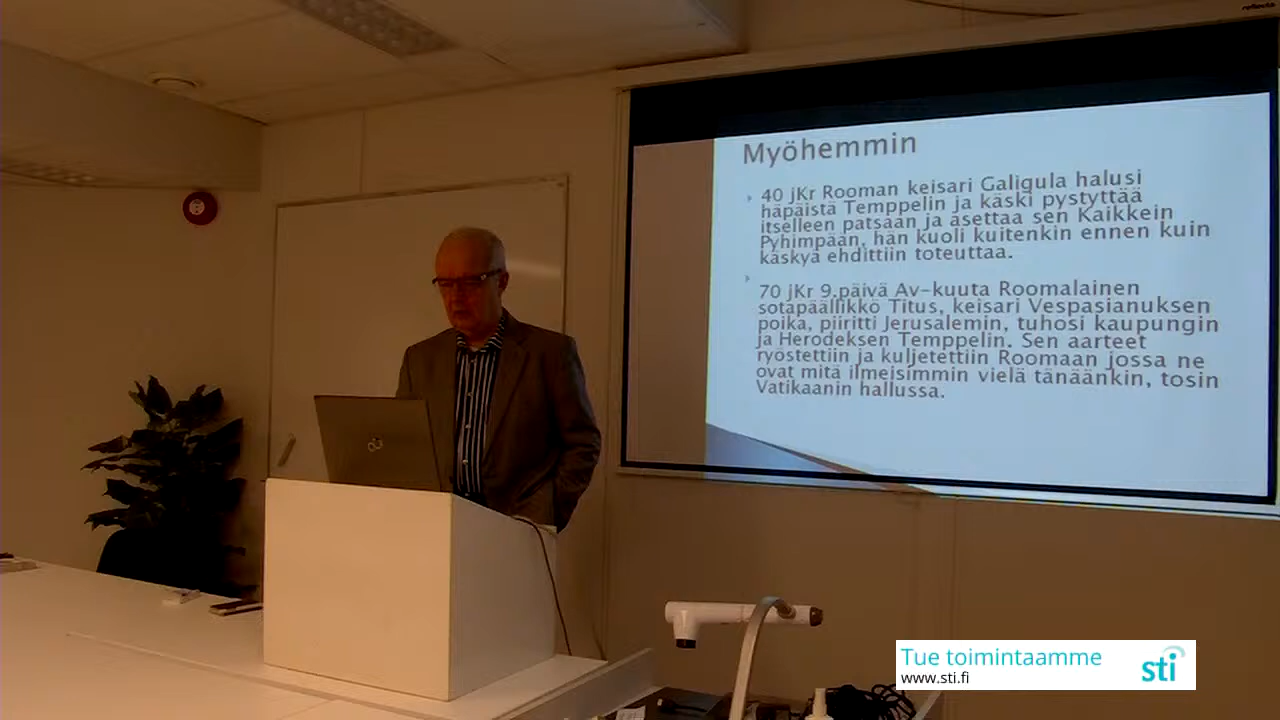 reflecta
Myöhemmin
40 jKr Rooman keisari Galigula halusi
häpäistä Temppelin ja käski pystyttää
itselleen patsaan ja asettaa sen Kaikkein
Pyhimpään, hän kuoli kuitenkin ennen kuin
käskyä ehdittiin toteuttaa.
70 jKr 9.päivä Av-kuuta Roomalainen
sotapäällikkö Titus, keisari Vespasianuksen
poika, piiritti Jerusalemin, tuhosi kaupungin
ja Herodeksen Temppelin. Sen aarteet
ryöstettiin ja kuljetettiin Roomaan jossa ne
ovat mitä ilmeisimmin vielä tänäänkin, tosin
Vatikaanin hallussa.
Tue toimintaamme
www.sti.fi
sti